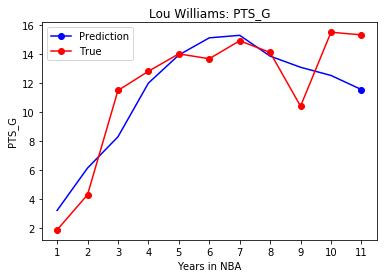 Lou Williams: PTS_G
Prediction
True
PTS_G
16
14
12
10
8
6
4
2
1 2 3 4 5 6 7 8 9 10 11
Years in NBA